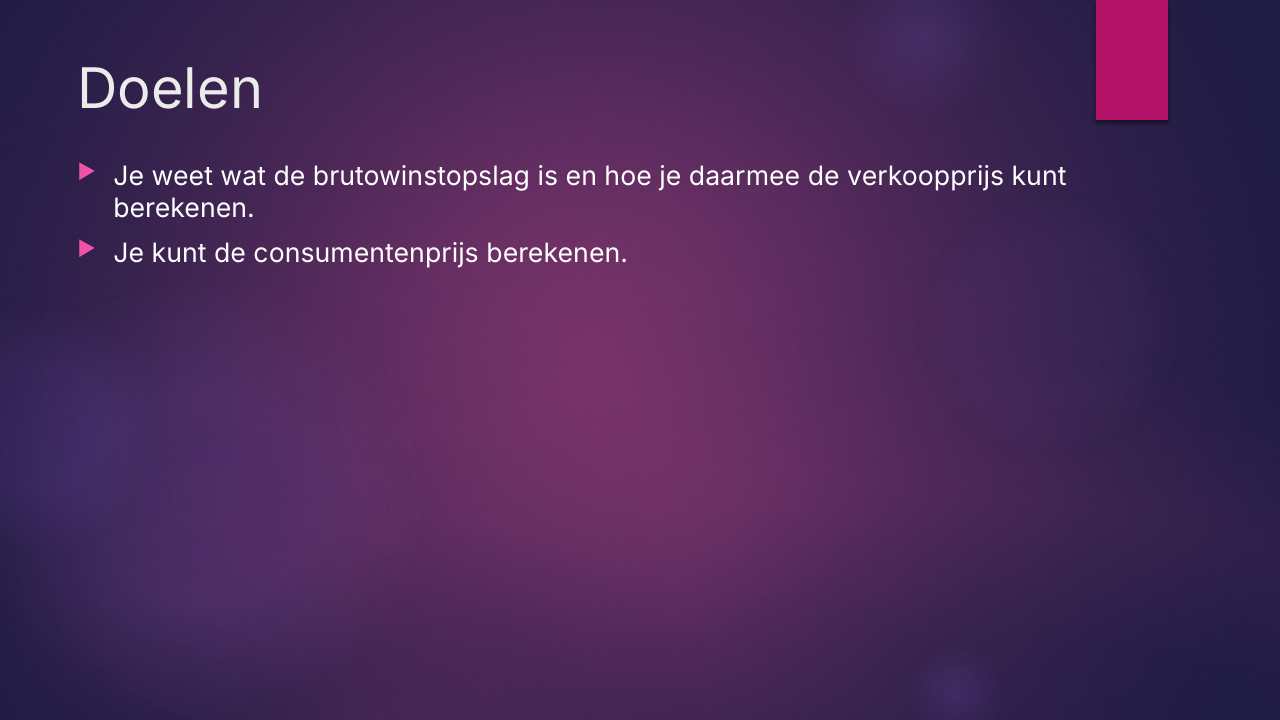 Doelen
Je weet wat de brutowinstopslag is en hoe je daarmee de verkoopprijs kunt
berekenen.
Je kunt de consumentenprijs berekenen.